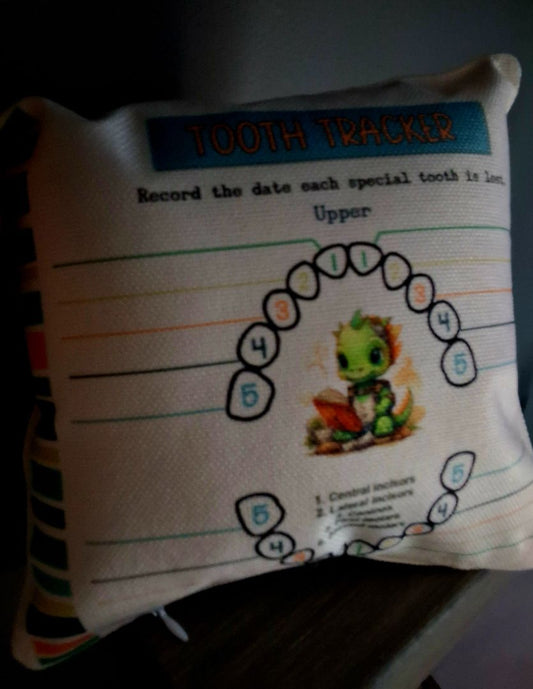 TOOTH TRACKER
Record the date each special tooth is lost.
Upper
1 1
2 2
3 3
4 4
5 5
1. Central incisors
2. Lateral incisors
5 5
4 4